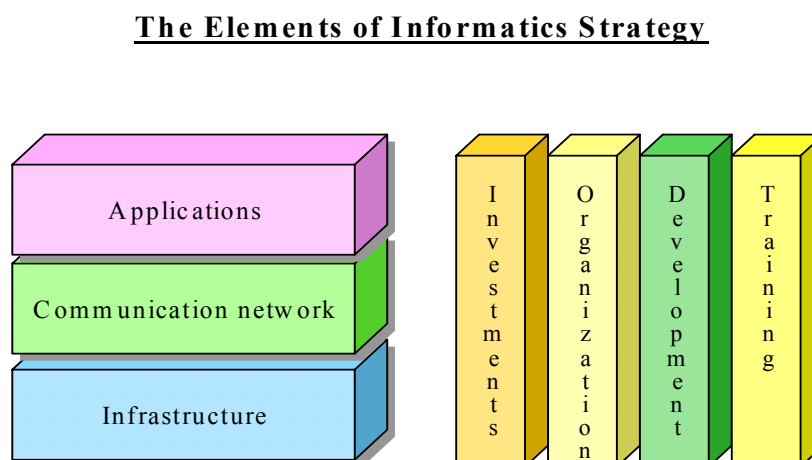 The Elements of Informatics Strategy
Applications
Communication network
Infrastructure
Investments
Organization
Development
Training